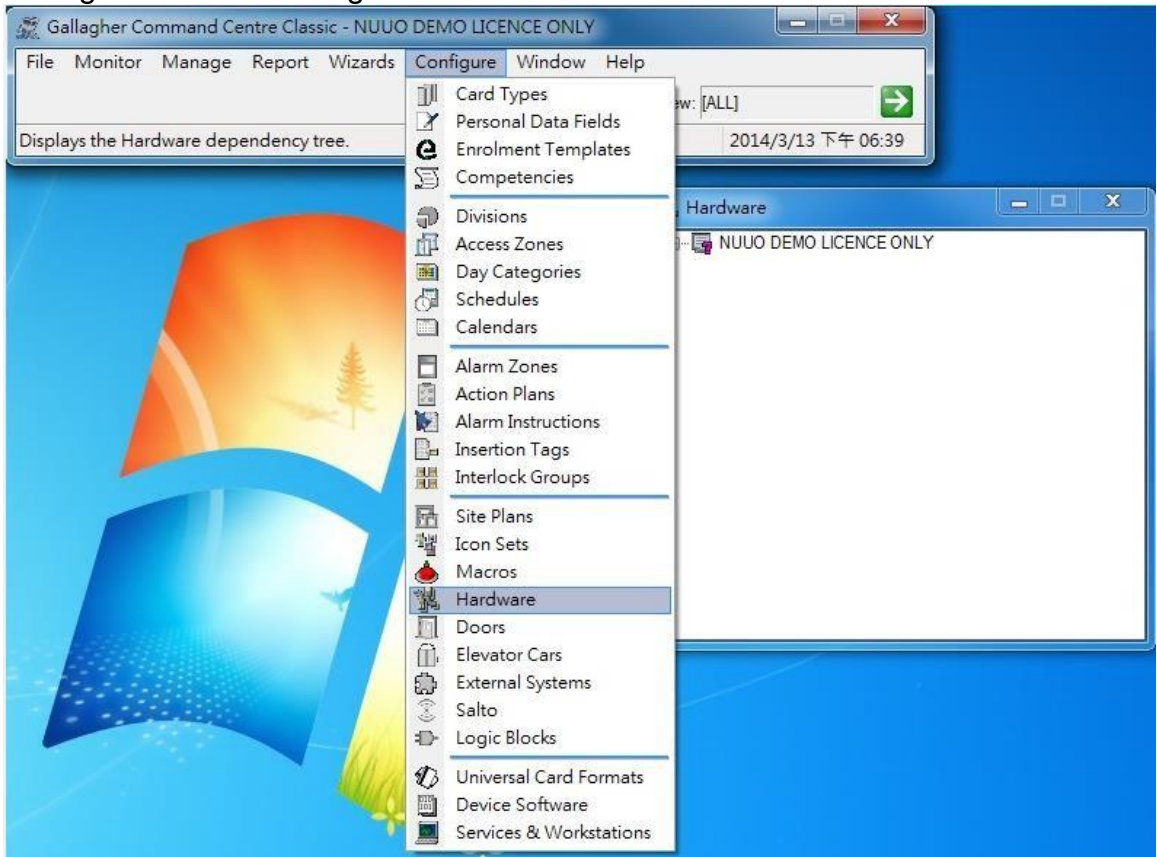 Gallagher Command Centre Classic - NUUO DEMO LICENCE ONLY
File Monitor Manage Report Wizards Configure Window Help
[ALL]
Displays the Hardware dependency tree.
2014/3/13 下午 06:39
Card Types
Personal Data Fields
Enrolment Templates
Competencies
Divisions
Access Zones
Day Categories
Schedules
Calendars
Alarm Zones
Action Plans
Alarm Instructions
Insertion Tags
Interlock Groups
Site Plans
Icon Sets
Macros
Hardware
Doors
Elevator Cars
External Systems
Salto
Logic Blocks
Universal Card Formats
Device Software
Services & Workstations
Hardware
NUUO DEMO LICENCE ONLY